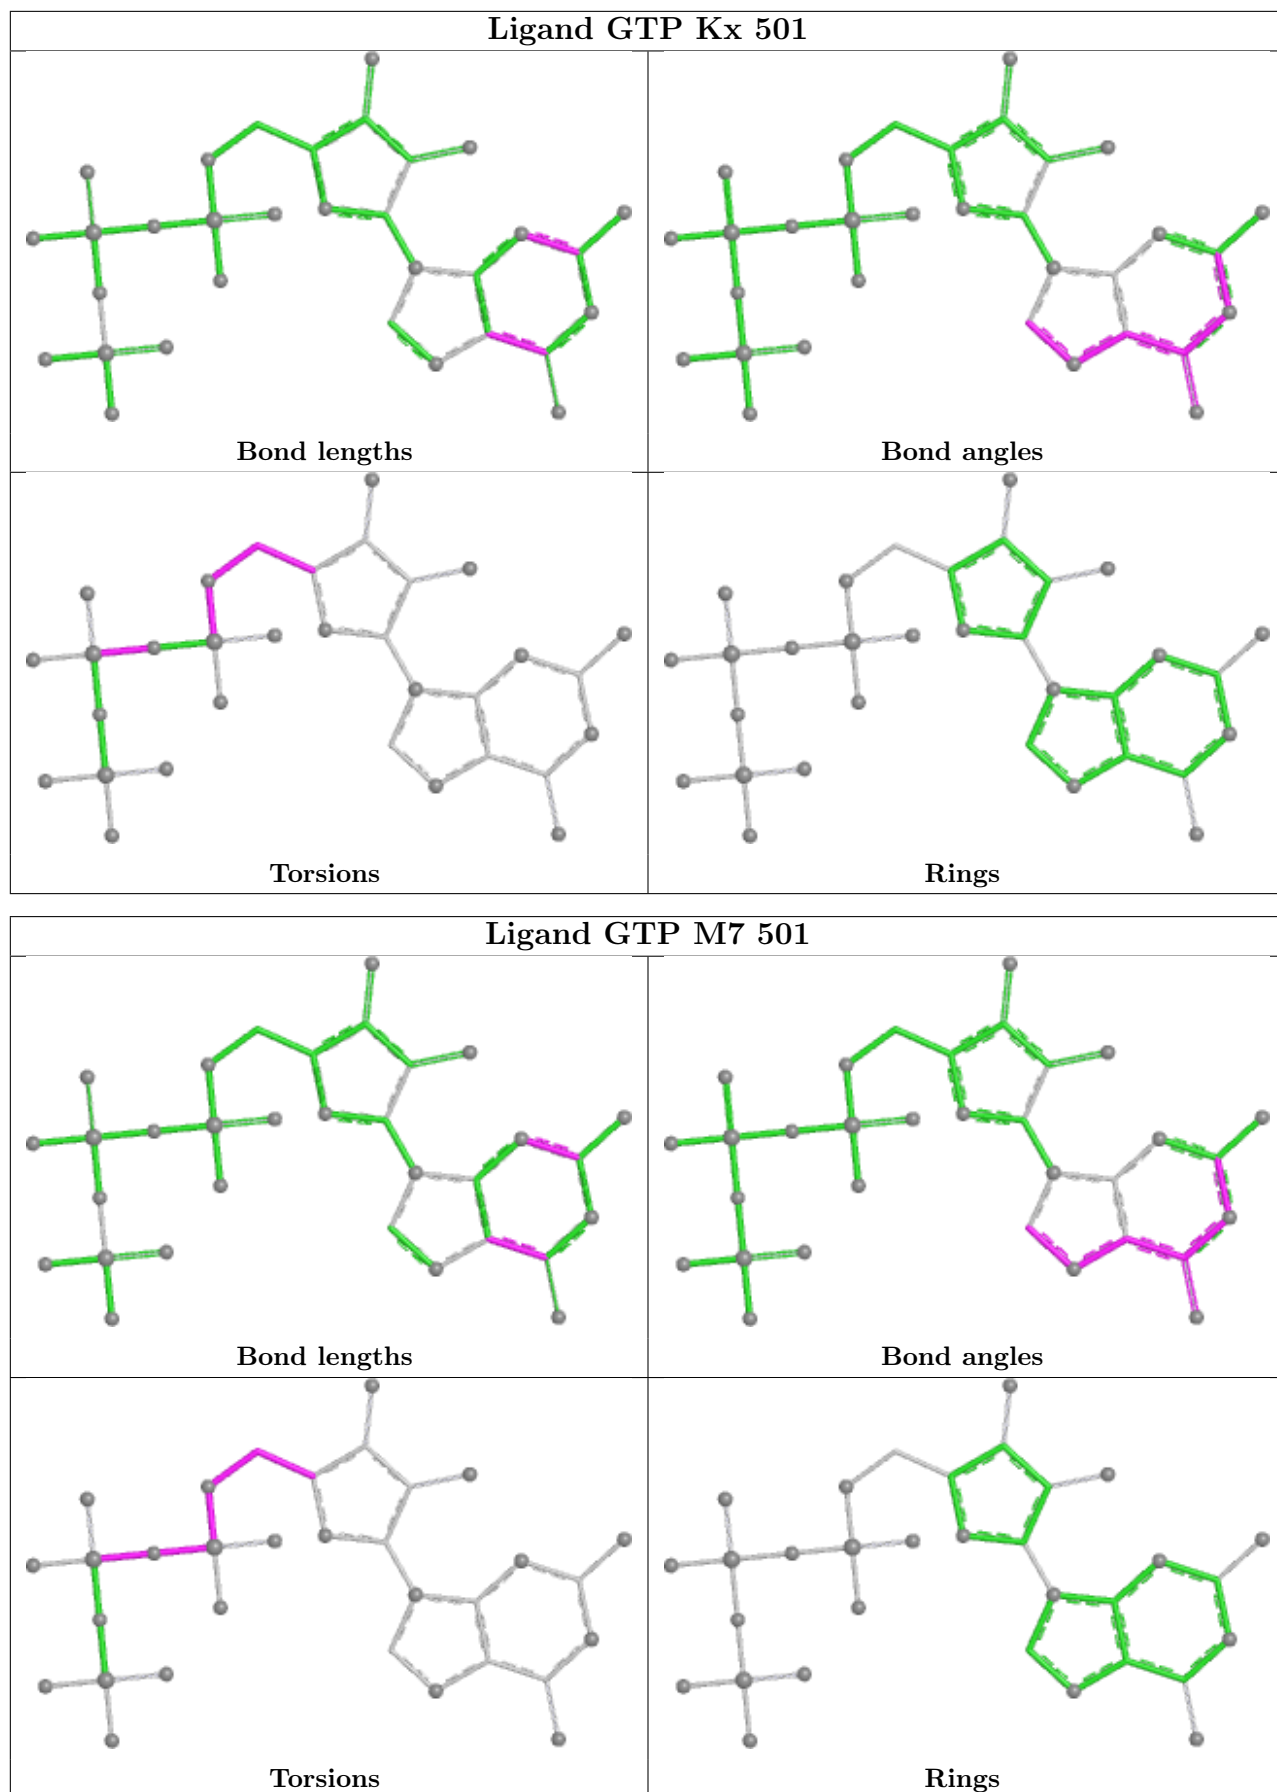 Ligand GTP Kx 501
Bond lengths
Bond angles
Torsions
Rings
Ligand GTP M7 501
Bond lengths
Bond angles
Torsions
Rings